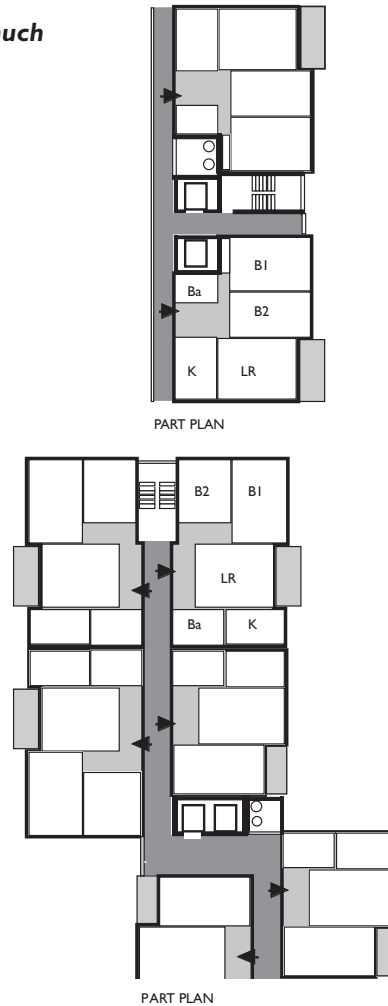 uch
B1
Ba
B2
K LR
PART PLAN
B2 B1
LR
Ba K
PART PLAN